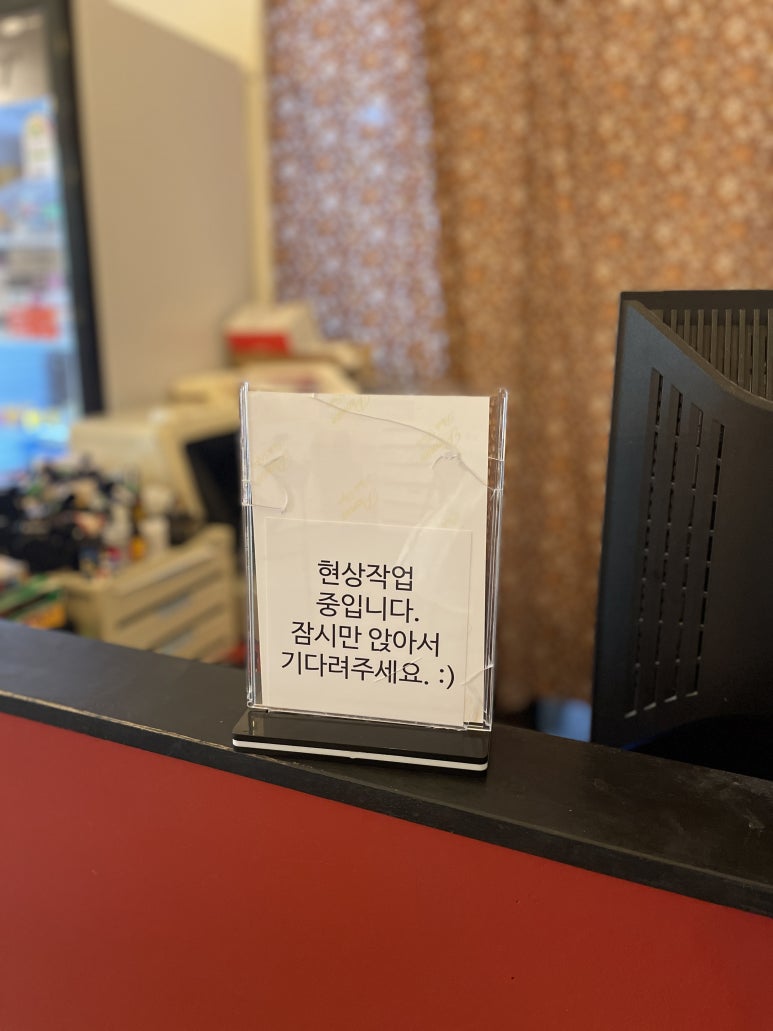 현상작업
중입니다.
잠시만 앉아서
기다려주세요. :)